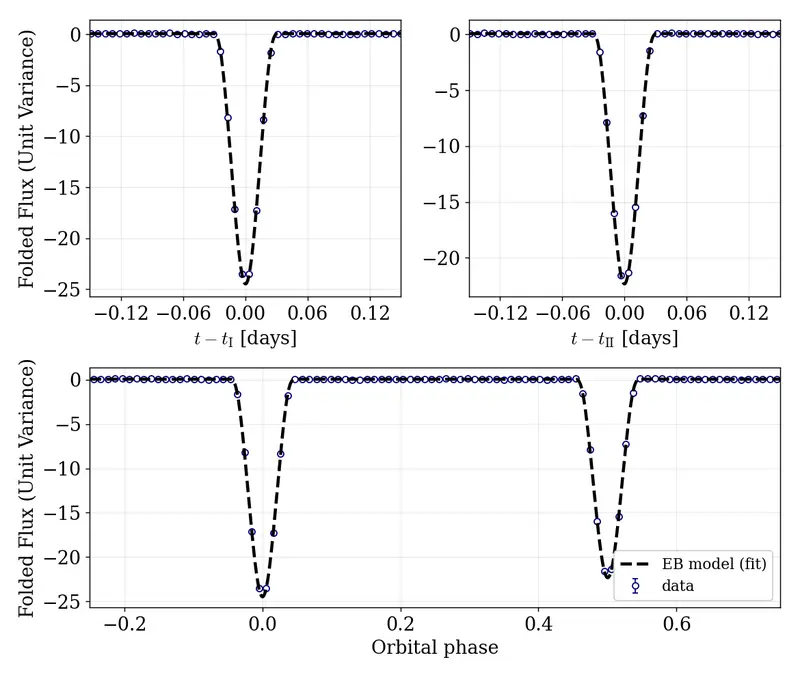 Folded Flux (Unit Variance)
0
−5
−10
−15
−20
−25
−0.12 −0.06 0.00 0.06 0.12
t − t_I [days]
0
−5
−10
−15
−20
−0.12 −0.06 0.00 0.06 0.12
t − t_II [days]
Folded Flux (Unit Variance)
0
−5
−10
−15
−20
−25
−0.2 0.0 0.2 0.4 0.6
Orbital phase
EB model (fit)
data